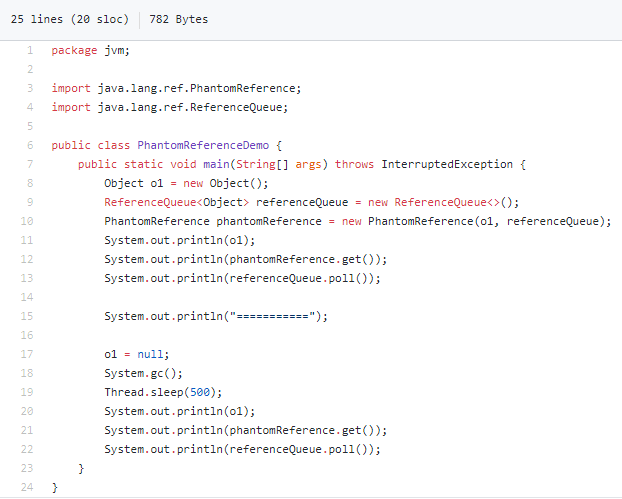 25 lines (20 sloc) 782 Bytes
1 package jvm;
2
3 import java.lang.ref.PhantomReference;
4 import java.lang.ref.ReferenceQueue;
5
6 public class PhantomReferenceDemo {
7     public static void main(String[] args) throws InterruptedException {
8         Object o1 = new Object();
9         ReferenceQueue<Object> referenceQueue = new ReferenceQueue<>();
10         PhantomReference phantomReference = new PhantomReference(o1, referenceQueue);
11         System.out.println(o1);
12         System.out.println(phantomReference.get());
13         System.out.println(referenceQueue.poll());
14
15         System.out.println("===========");
16
17         o1 = null;
18         System.gc();
19         Thread.sleep(500);
20         System.out.println(o1);
21         System.out.println(phantomReference.get());
22         System.out.println(referenceQueue.poll());
23     }
24 }